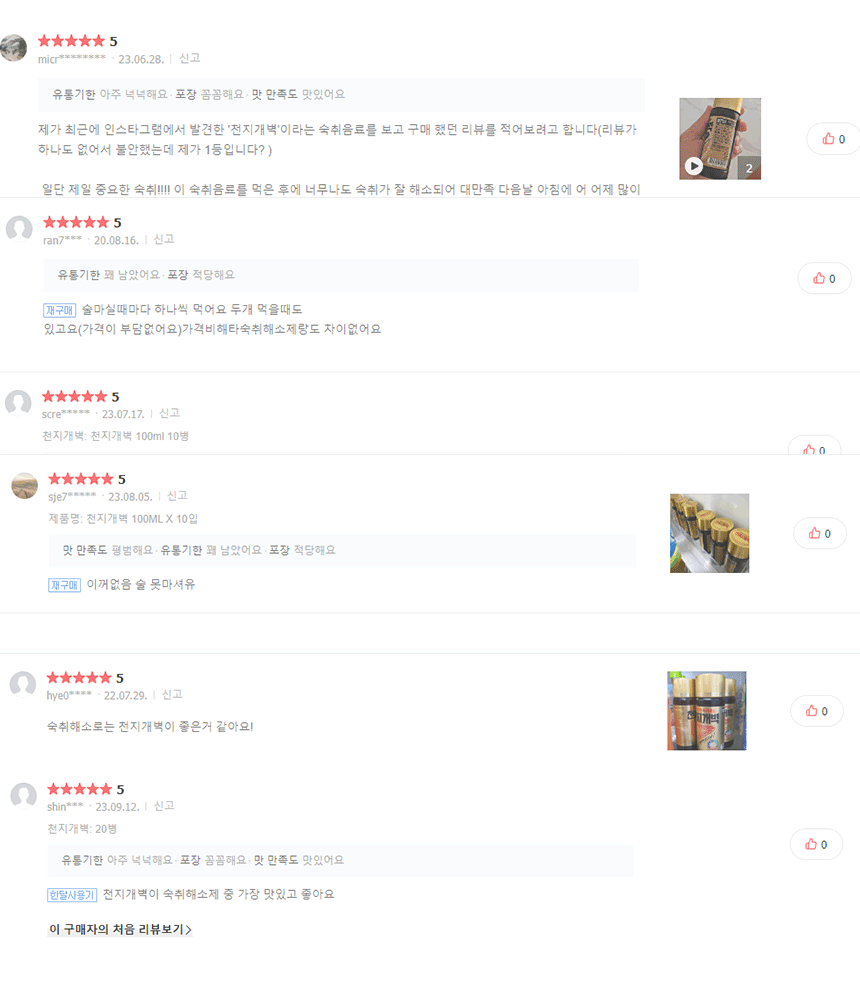 ★★★★★ 5
micr******** · 23.06.28. | 신고
유통기한 아주 넉넉해요 · 포장 꼼꼼해요 · 맛 만족도 맛있어요
제가 최근에 인스타그램에서 발견한 '전지개벽'이라는 숙취음료를 보고 구매 했던 리뷰를 적어보려고 합니다(리뷰가
하나도 없어서 불안했는데 제가 1등입니다? )
2
0
일단 제일 중요한 숙취!!!! 이 숙취음료를 먹은 후에 너무나도 숙취가 잘 해소되어 대만족 다음날 아침에 어 어제 많이
★★★★★ 5
ran7*** · 20.08.16. | 신고
유통기한 꽤 남았어요 · 포장 적당해요
0
재구매 술마실때마다 하나씩 먹어요 두개 먹을때도
있고요(가격이 부담없어요)가격비해타숙취해소제랑도 차이없어요
★★★★★ 5
scre***** · 23.07.17. | 신고
천지개벽: 천지개벽 100ml 10병
0
★★★★★ 5
sje7***** · 23.08.05. | 신고
제품명: 천지개벽 100ML X 10입
0
맛 만족도 평범해요 · 유통기한 꽤 남았어요 · 포장 적당해요
재구매 이꺼없음 술 못마셔유
★★★★★ 5
hye0**** · 22.07.29. | 신고
숙취해소로는 천지개벽이 좋은거 같아요!
천지개벽
0
★★★★★ 5
shin*** · 23.09.12. | 신고
천지개벽: 20병
0
유통기한 아주 넉넉해요 · 포장 꼼꼼해요 · 맛 만족도 맛있어요
한달사용기 천지개벽이 숙취해소제 중 가장 맛있고 좋아요
이 구매자의 처음 리뷰보기>